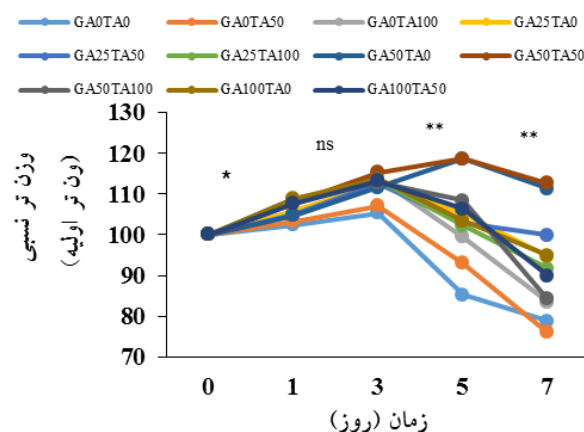 GA0TA0 GA0TA50 GA0TA100 GA25TA0
GA25TA50 GA25TA100 GA50TA0 GA50TA50
GA50TA100 GA100TA0 GA100TA50
وزن تر نسبی
(ون تر اولیه)
130
120
110
100
90
80
70
* ns ** **
0 1 3 5 7
زمان (روز)